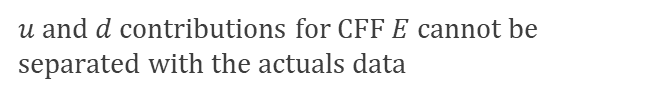 u and d contributions for CFF E cannot be
separated with the actuals data